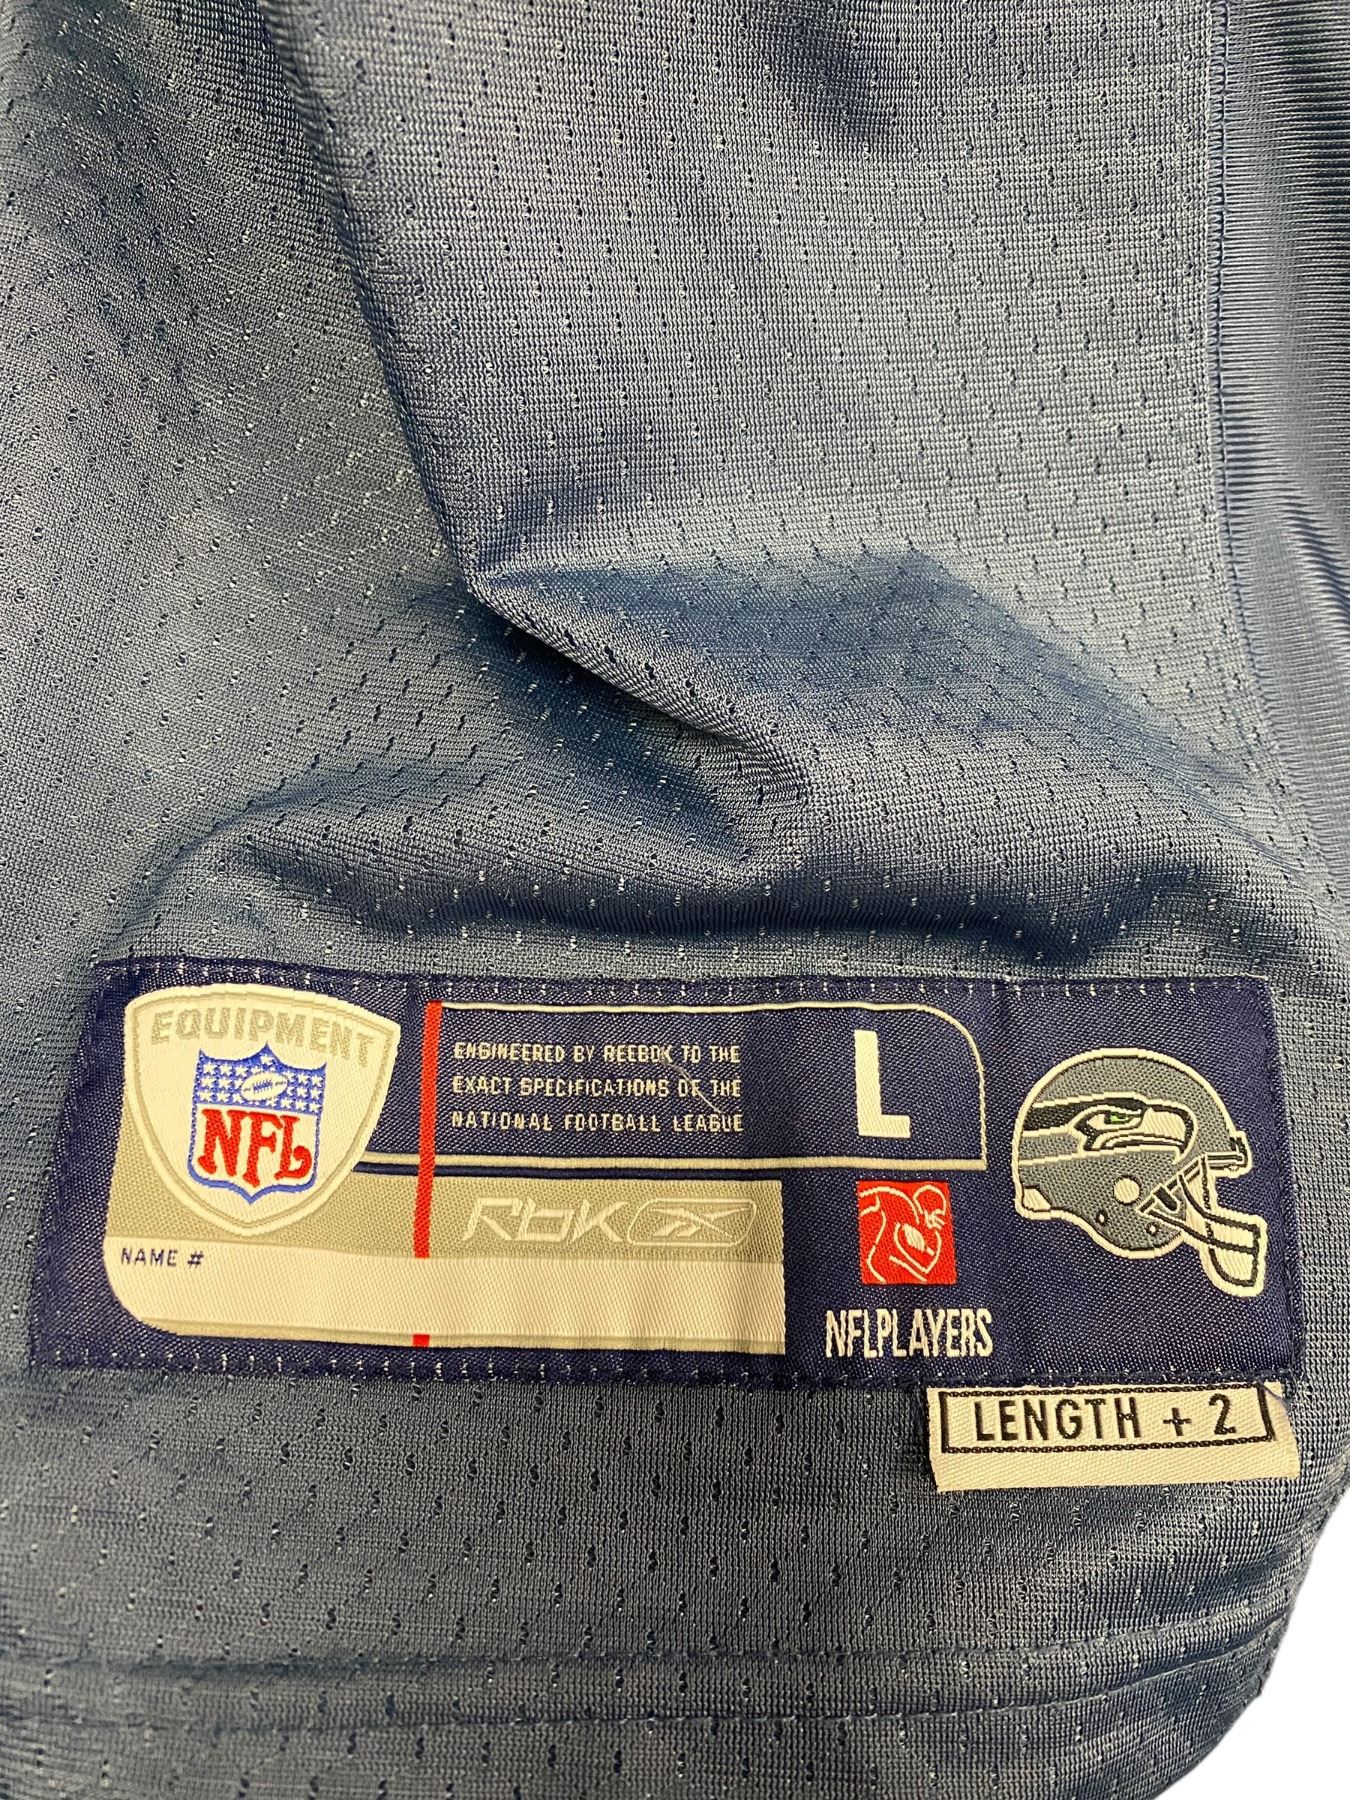 EQUIPMENT
NFL
ENGINEERED BY REEBOK TO THE
EXACT SPECIFICATIONS OF THE
NATIONAL FOOTBALL LEAGUE
L
Rbk
NAME #
NFLPLAYERS
LENGTH + 2